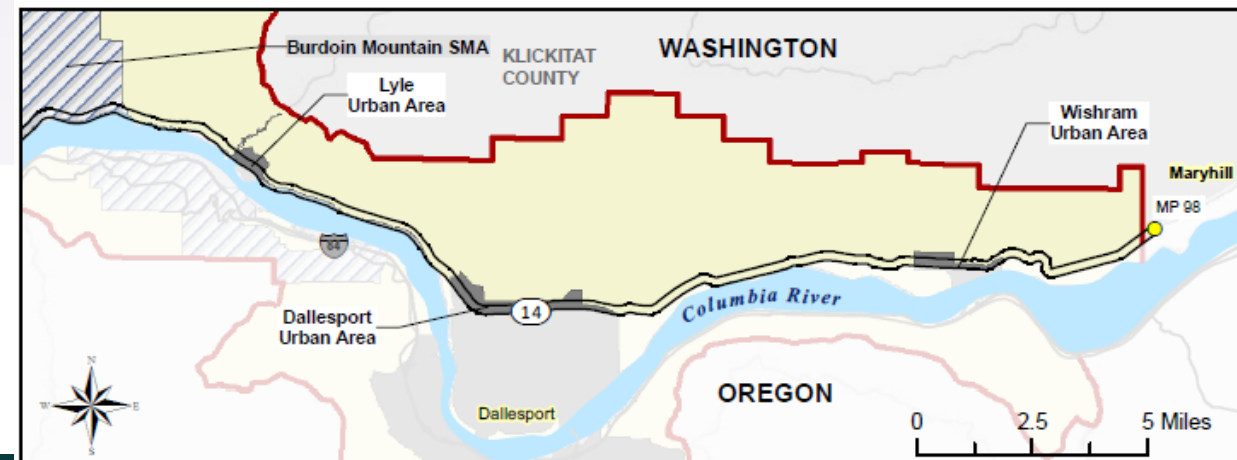 Burdoin Mountain SMA
KLICKITAT
COUNTY
WASHINGTON
Lyle
Urban Area
Wishram
Urban Area
Maryhill
MP 98
84
Columbia River
Dallesport
Urban Area
14
Dallesport
OREGON
N
W
E
S
0 2.5 5 Miles